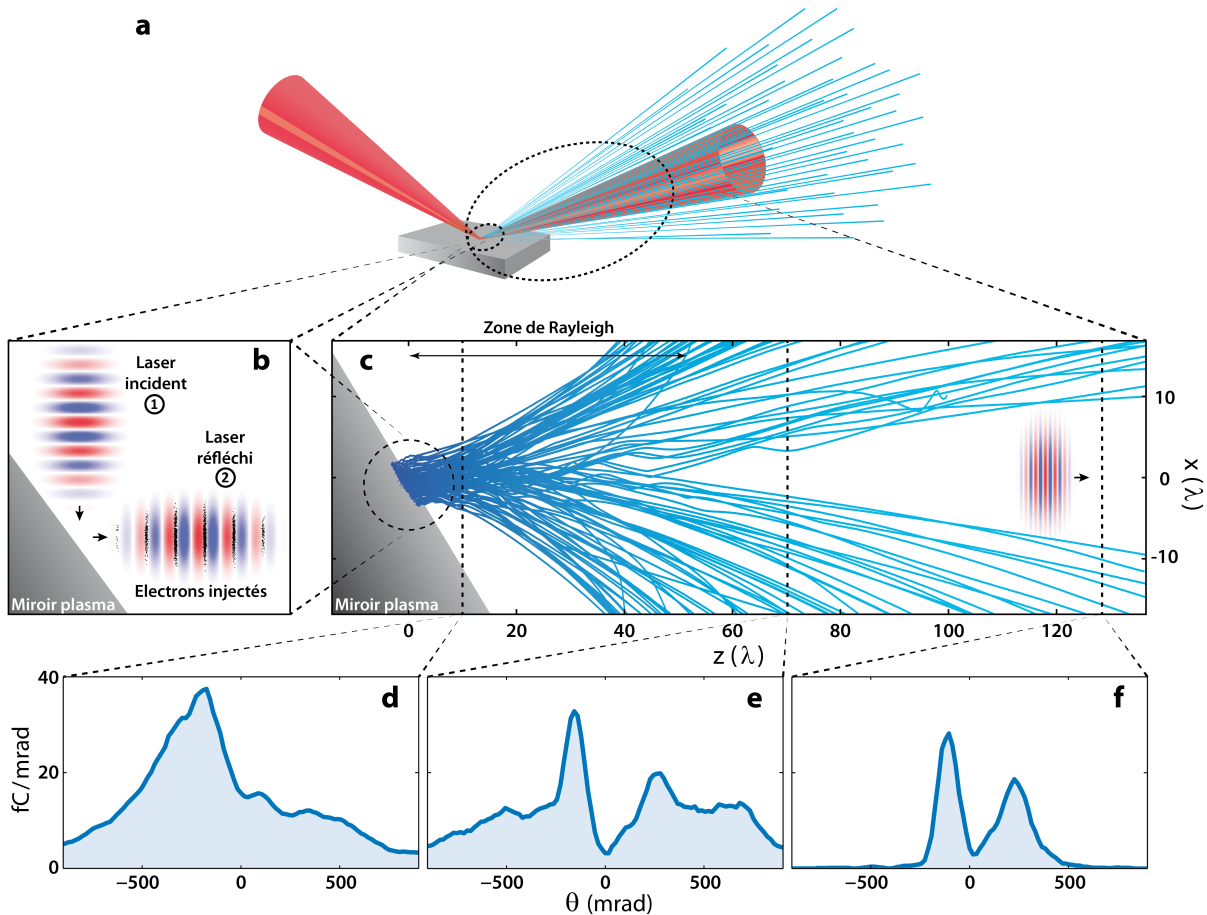 a
Zone de Rayleigh
b
Laser
incident
1
Laser
réfléchi
2
Electrons injectés
Miroir plasma
c
Miroir plasma
10
0
-10
x (λ)
0
20
40
60
80
100
120
z (λ)
d
e
f
40
20
0
fC/mrad
−500
0
500
−500
0
500
−500
0
500
θ (mrad)